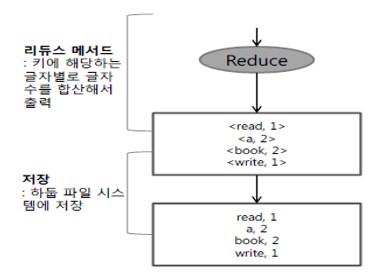 리듀스 메서드
: 키에 해당하는
글자별로 글자
수를 합산해서
출력
Reduce
<read, 1>
<a, 2>
<book, 2>
<write, 1>
저장
: 하둡 파일 시스
템에 저장
read, 1
a, 2
book, 2
write, 1